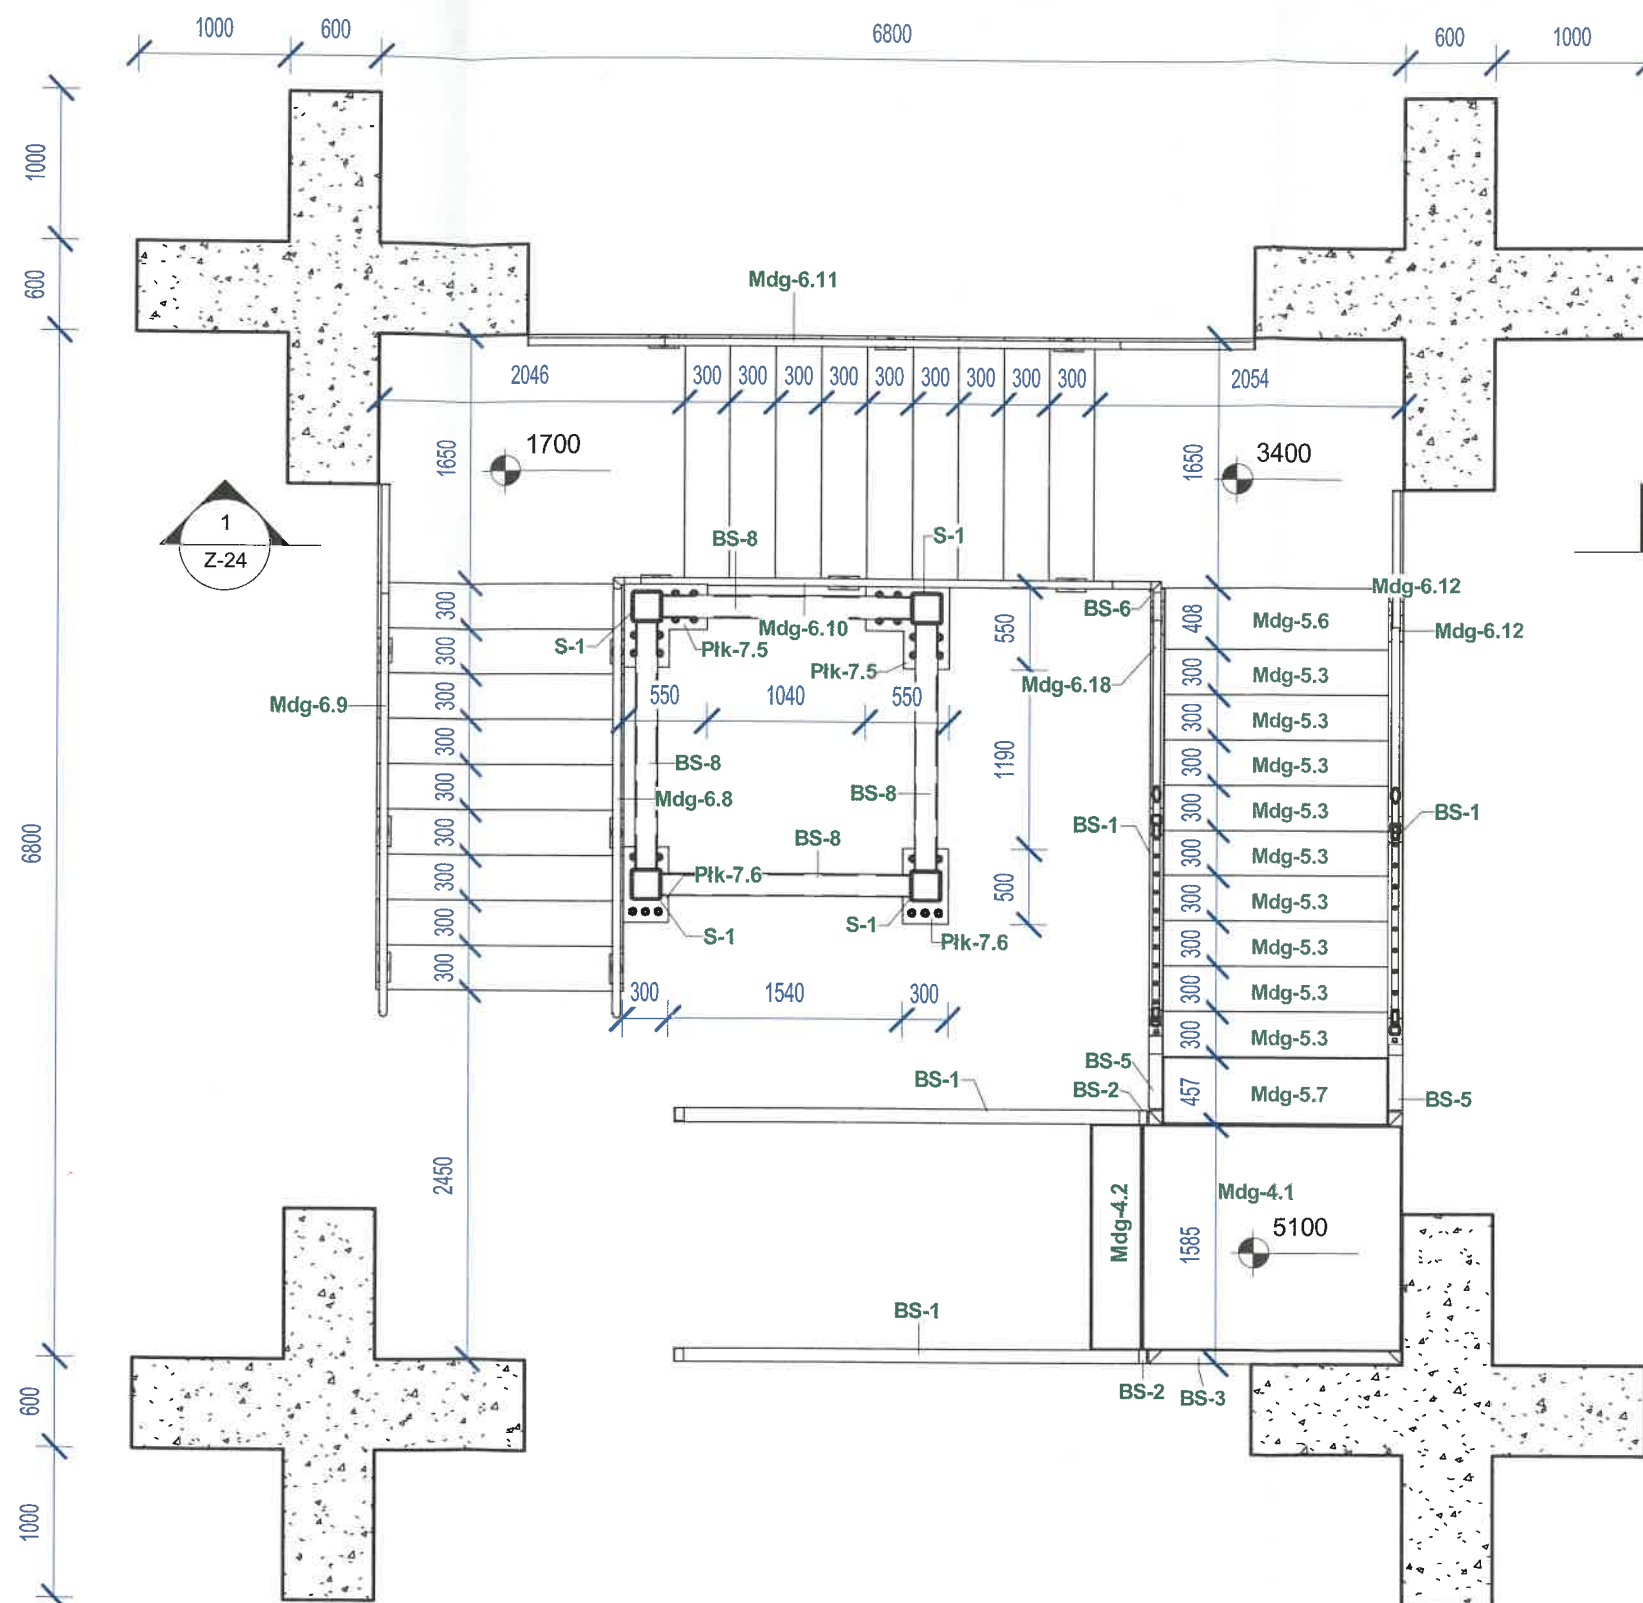 1000 600 6800 600 1000
1000
600
Mdg-6.11
2046 300 300 300 300 300 300 300 300 300 2054
1650 1700 1650 3400
1
Z-24
BS-8 S-1
Mdg-6.12
300 BS-6 408 Mdg-5.6
Mdg-6.10 550 Mdg-6.12
S-1 Płk-7.5
300 Płk-7.5 300 Mdg-5.3
Mdg-6.18
Mdg-6.9 300 550 1040 550 300 Mdg-5.3
300 BS-8 1190 300 Mdg-5.3
300 Mdg-6.8 BS-8 300 Mdg-5.3 BS-1
6800 300 BS-8 BS-1 300 Mdg-5.3
300 Płk-7.6 500 300 Mdg-5.3
300 S-1 S-1 Płk-7.6 300 Mdg-5.3
300 300 1540 300 300 Mdg-5.3
300 Mdg-5.3
BS-1 BS-5
BS-2 457 Mdg-5.7 BS-5
2450 Mdg-4.2 Mdg-4.1
1585 5100
BS-1
600 BS-2 BS-3
1000